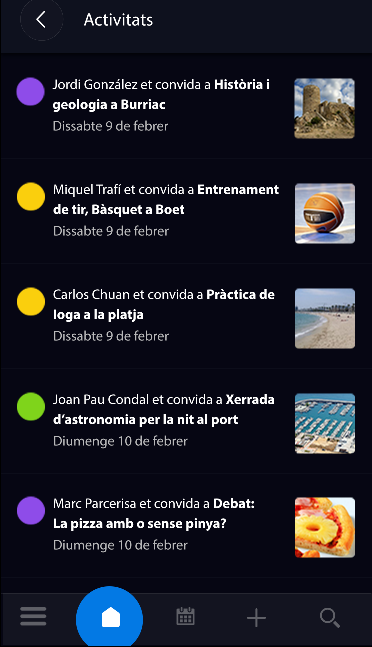 Activitats
Jordi González et convida a Història i
geologia a Burriac
Dissabte 9 de febrer
Miquel Trafí et convida a Entrenament
de tir, Bàsquet a Boet
Dissabte 9 de febrer
Carlos Chuan et convida a Pràctica de
Ioga a la platja
Dissabte 9 de febrer
Joan Pau Condal et convida a Xerrada
d’astronomia per la nit al port
Diumenge 10 de febrer
Marc Parcerisa et convida a Debat:
La pizza amb o sense pinya?
Diumenge 10 de febrer